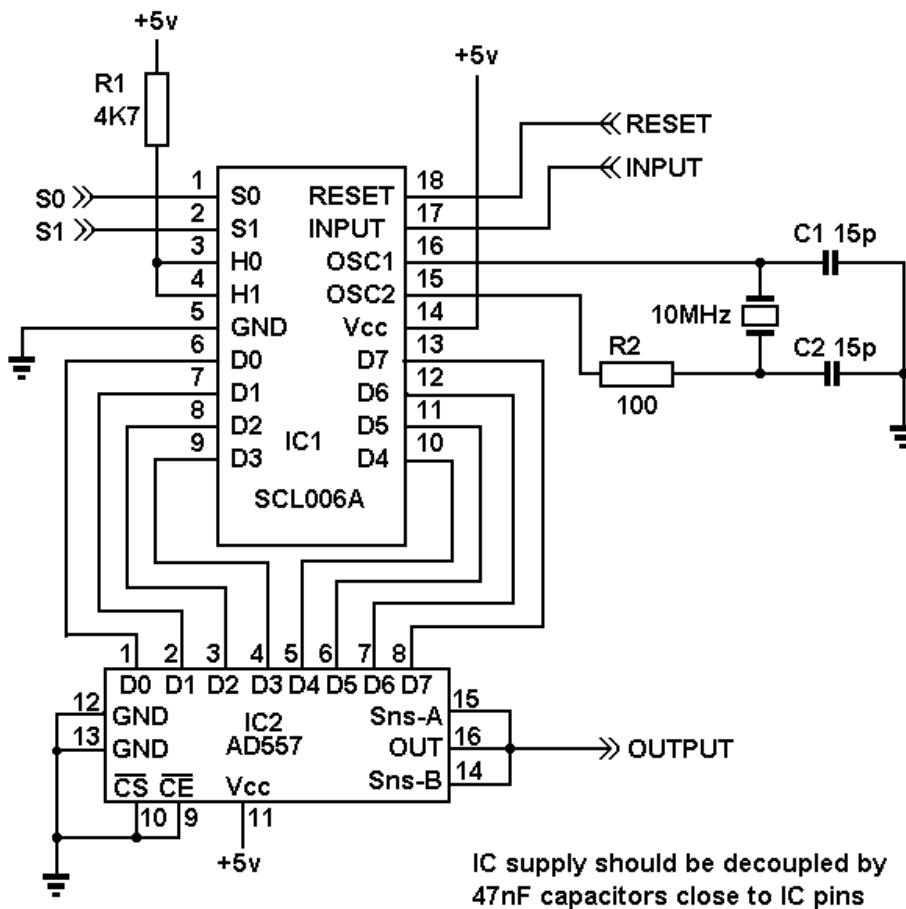 +5v
+5v
R1
4K7
RESET
INPUT
S0
S1
1 S0 RESET 18
2 S1 INPUT 17
3 H0 OSC1 16
4 H1 OSC2 15
5 GND Vcc 14
6 D0 D7 13
7 D1 D6 12
8 D2 D5 11
9 D3 D4 10
IC1
SCL006A
C1 15p
10MHz
C2 15p
R2
100
1 2 3 4 5 6 7 8
D0 D1 D2 D3 D4 D5 D6 D7
12 GND
13 GND
IC2
AD557
Sns-A 15
OUT 16
Sns-B 14
OUTPUT
CS CE Vcc
10 9 11
+5v
IC supply should be decoupled by
47nF capacitors close to IC pins